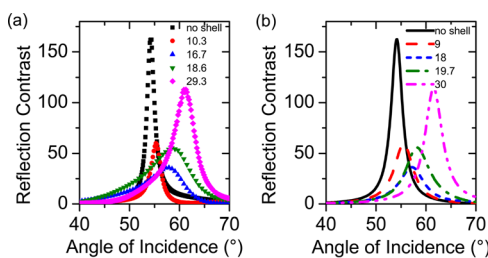 (a)
Reflection Contrast
150
100
50
0
40 50 60 70
Angle of Incidence (°)
no shell
10.3
16.7
18.6
29.3
(b)
Reflection Contrast
150
100
50
0
40 50 60 70
Angle of Incidence (°)
no shell
9
18
19.7
30